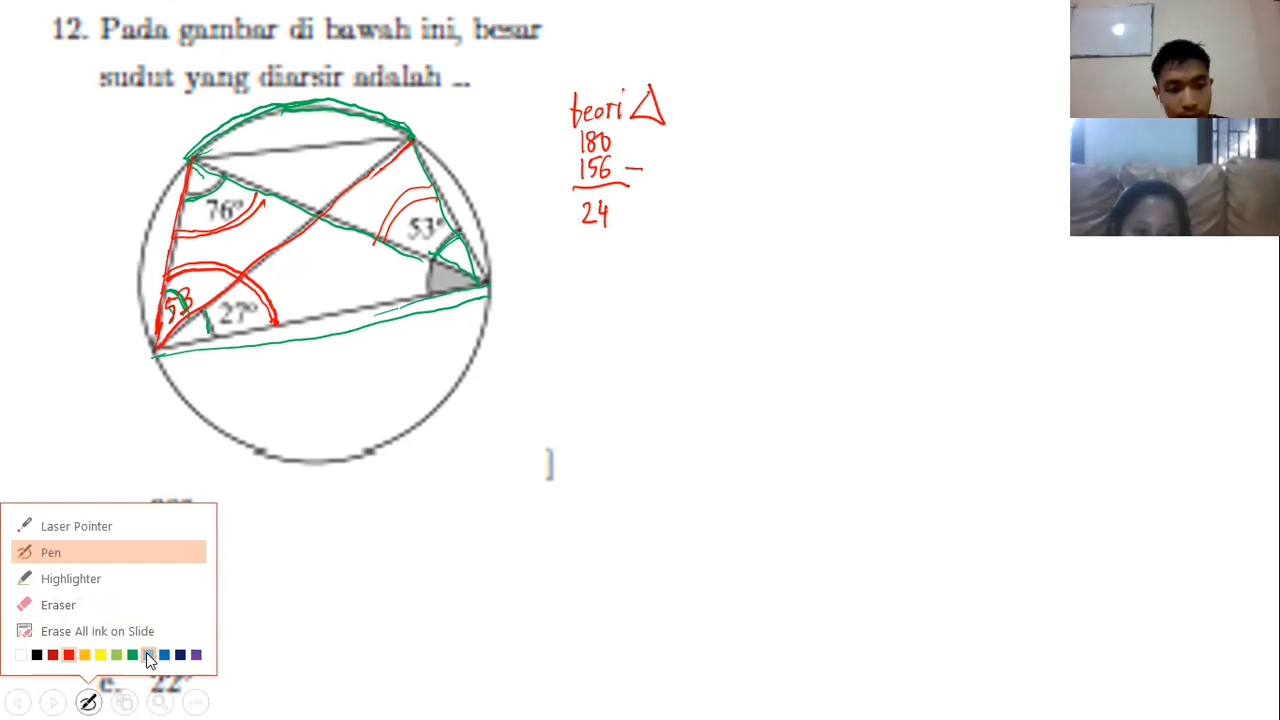 12. Pada gambar di bawah ini, besar
sudut yang diarsir adalah ...
teori
180
156 –
24
76°
53°
53
27°
]
Laser Pointer
Pen
Highlighter
Eraser
Erase All Ink on Slide
e. 22°